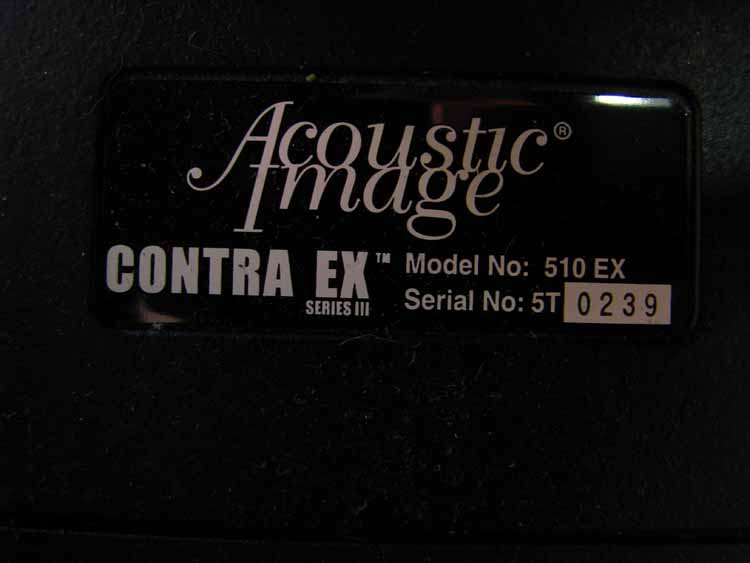 Acoustic®
Image
CONTRA EX™
SERIES III
Model No: 510 EX
Serial No: 5T 0239